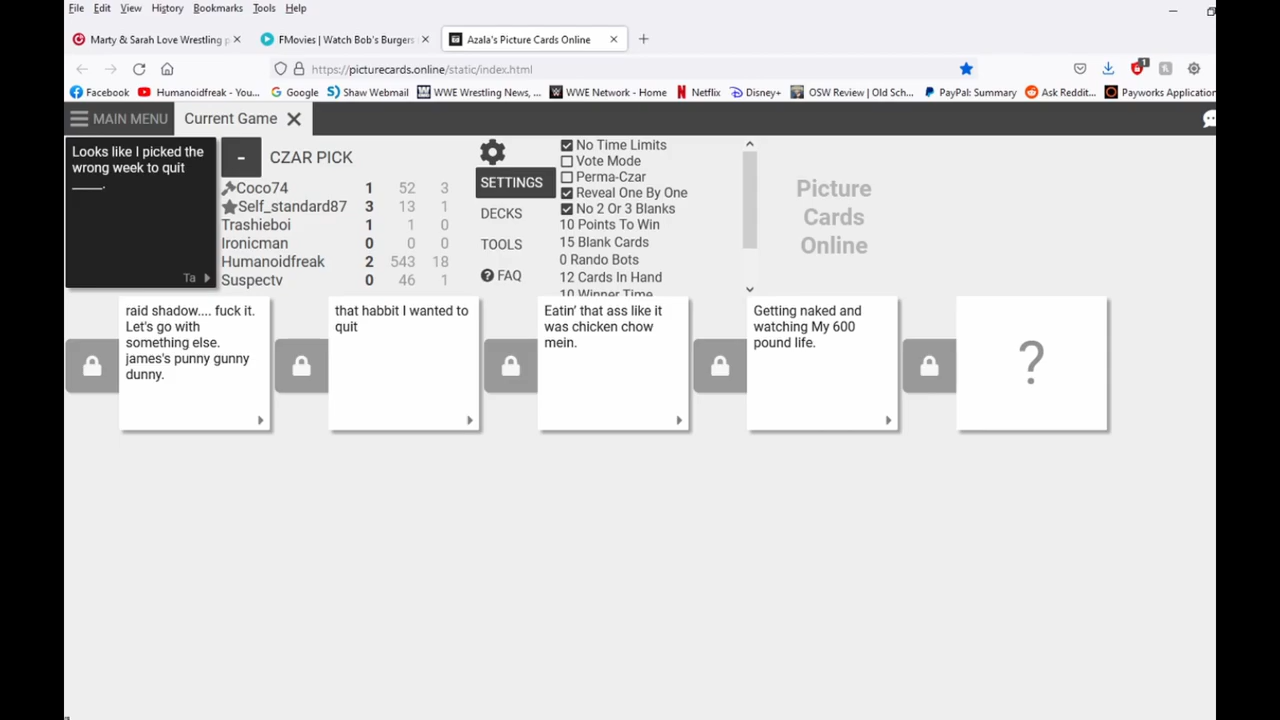 File Edit View History Bookmarks Tools Help
Marty & Sarah Love Wrestling p
FMovies | Watch Bob's Burgers
Azala's Picture Cards Online
https://picturecards.online/static/index.html
1
Facebook Humanoidfreak - You... Google Shaw Webmail WWE Wrestling News, ... WWE Network - Home Netflix Disney+ OSW Review | Old Sch... PayPal: Summary Ask Reddit... Payworks Application
MAIN MENU Current Game
Looks like I picked the
wrong week to quit
____.
Ta
- CZAR PICK
Coco74 1 52 3
Self_standard87 3 13 1
Trashieboi 1 1 0
Ironicman 0 0 0
Humanoidfreak 2 543 18
Suspectv 0 46 1
SETTINGS
DECKS
TOOLS
FAQ
No Time Limits
Vote Mode
Perma-Czar
Reveal One By One
No 2 Or 3 Blanks
10 Points To Win
15 Blank Cards
0 Rando Bots
12 Cards In Hand
10 Winner Time
Picture
Cards
Online
raid shadow.... fuck it.
Let's go with
something else.
james's punny gunny
dunny.
that habbit I wanted to
quit
Eatin' that ass like it
was chicken chow
mein.
Getting naked and
watching My 600
pound life.
?